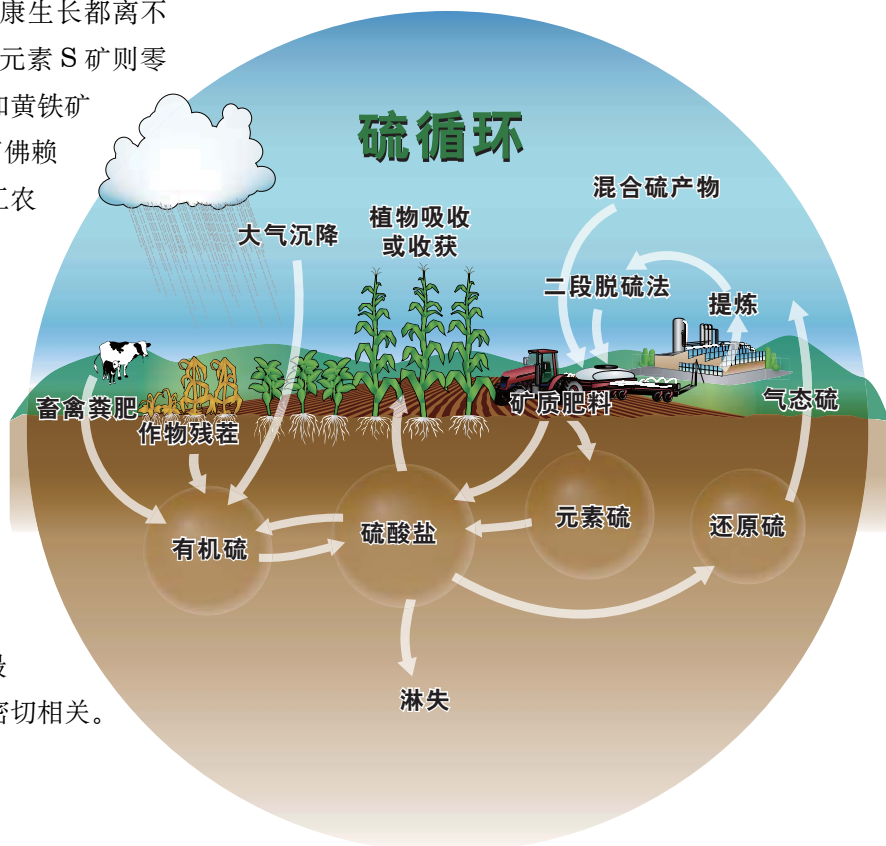 康生长都离不
元素 S 矿则零
和黄铁矿
佛赖
工农
硫循环
混合硫产物
大气沉降
植物吸收
或收获
二段脱硫法
提炼
畜禽粪肥
作物残茬
矿质肥料
气态硫
有机硫
硫酸盐
元素硫
还原硫
淋失
密切相关。